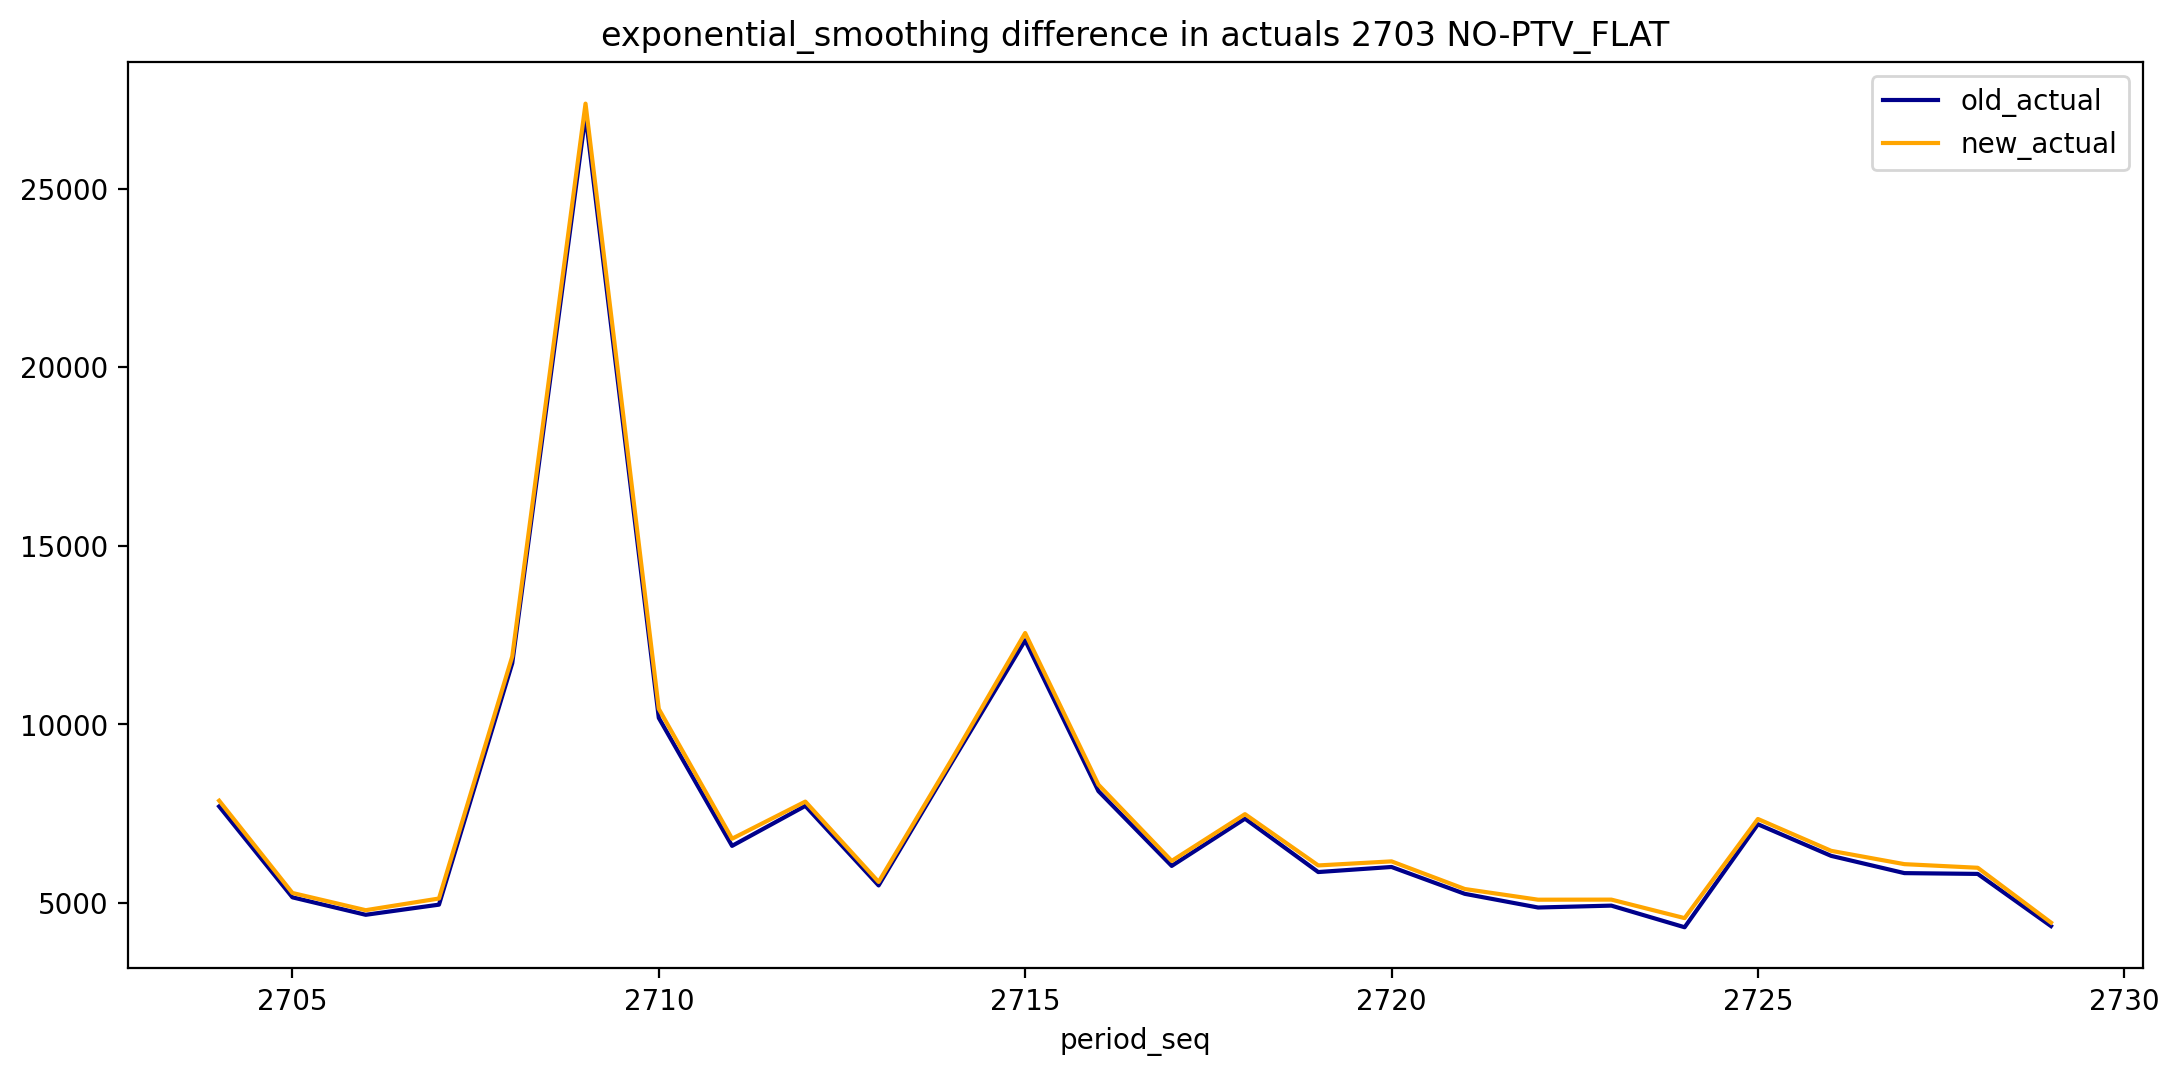 exponential_smoothing difference in actuals 2703 NO-PTV_FLAT
old_actual
new_actual
25000
20000
15000
10000
5000
2705 2710 2715 2720 2725 2730
period_seq